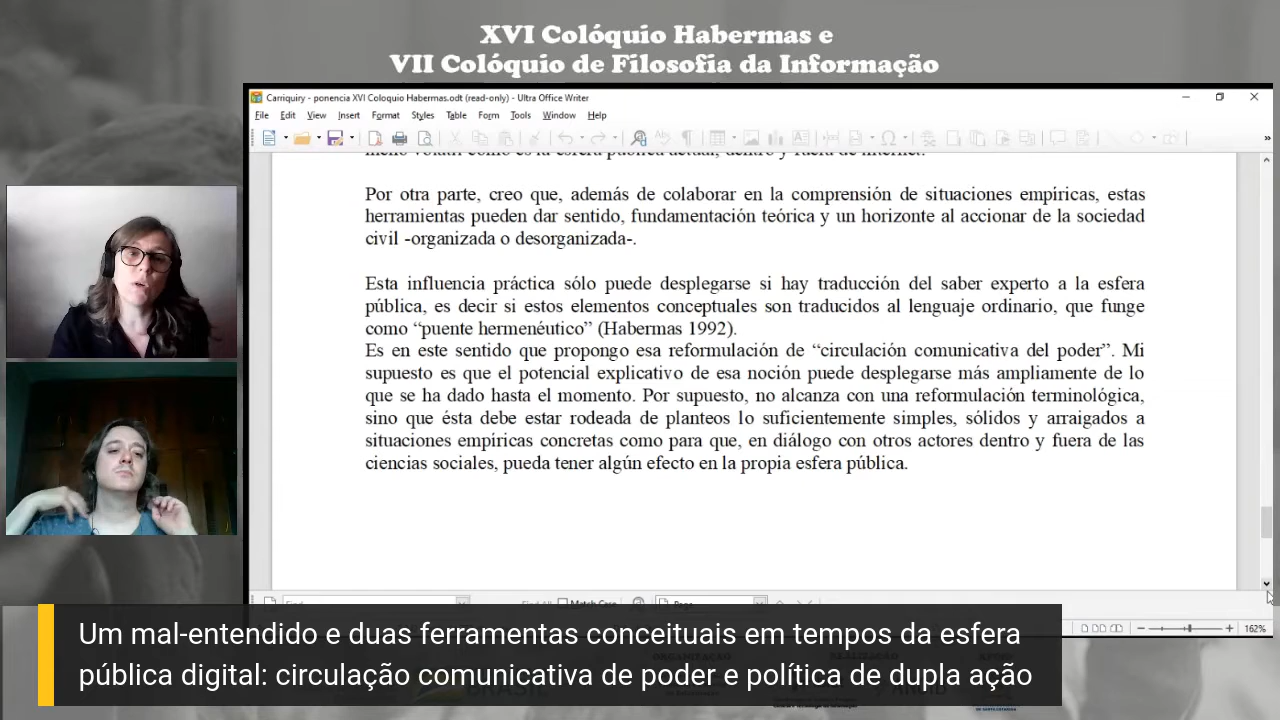 XVI Colóquio Habermas e
VII Colóquio de Filosofia da Informação
Carriquiry - ponencia XVI Coloquio Habermas.odt (read-only) - Ultra Office Writer
File Edit View Insert Format Styles Table Form Tools Window Help
Por otra parte, creo que, además de colaborar en la comprensión de situaciones empíricas, estas
herramientas pueden dar sentido, fundamentación teórica y un horizonte al accionar de la sociedad
civil -organizada o desorganizada-.
Esta influencia práctica sólo puede desplegarse si hay traducción del saber experto a la esfera
pública, es decir si estos elementos conceptuales son traducidos al lenguaje ordinario, que funge
como “puente hermenéutico” (Habermas 1992).
Es en este sentido que propongo esa reformulación de “circulación comunicativa del poder”. Mi
supuesto es que el potencial explicativo de esa noción puede desplegarse más ampliamente de lo
que se ha dado hasta el momento. Por supuesto, no alcanza con una reformulación terminológica,
sino que ésta debe estar rodeada de planteos lo suficientemente simples, sólidos y arraigados a
situaciones empíricas concretas como para que, en diálogo con otros actores dentro y fuera de las
ciencias sociales, pueda tener algún efecto en la propia esfera pública.
162%
Um mal-entendido e duas ferramentas conceituais em tempos da esfera
pública digital: circulação comunicativa de poder e política de dupla ação